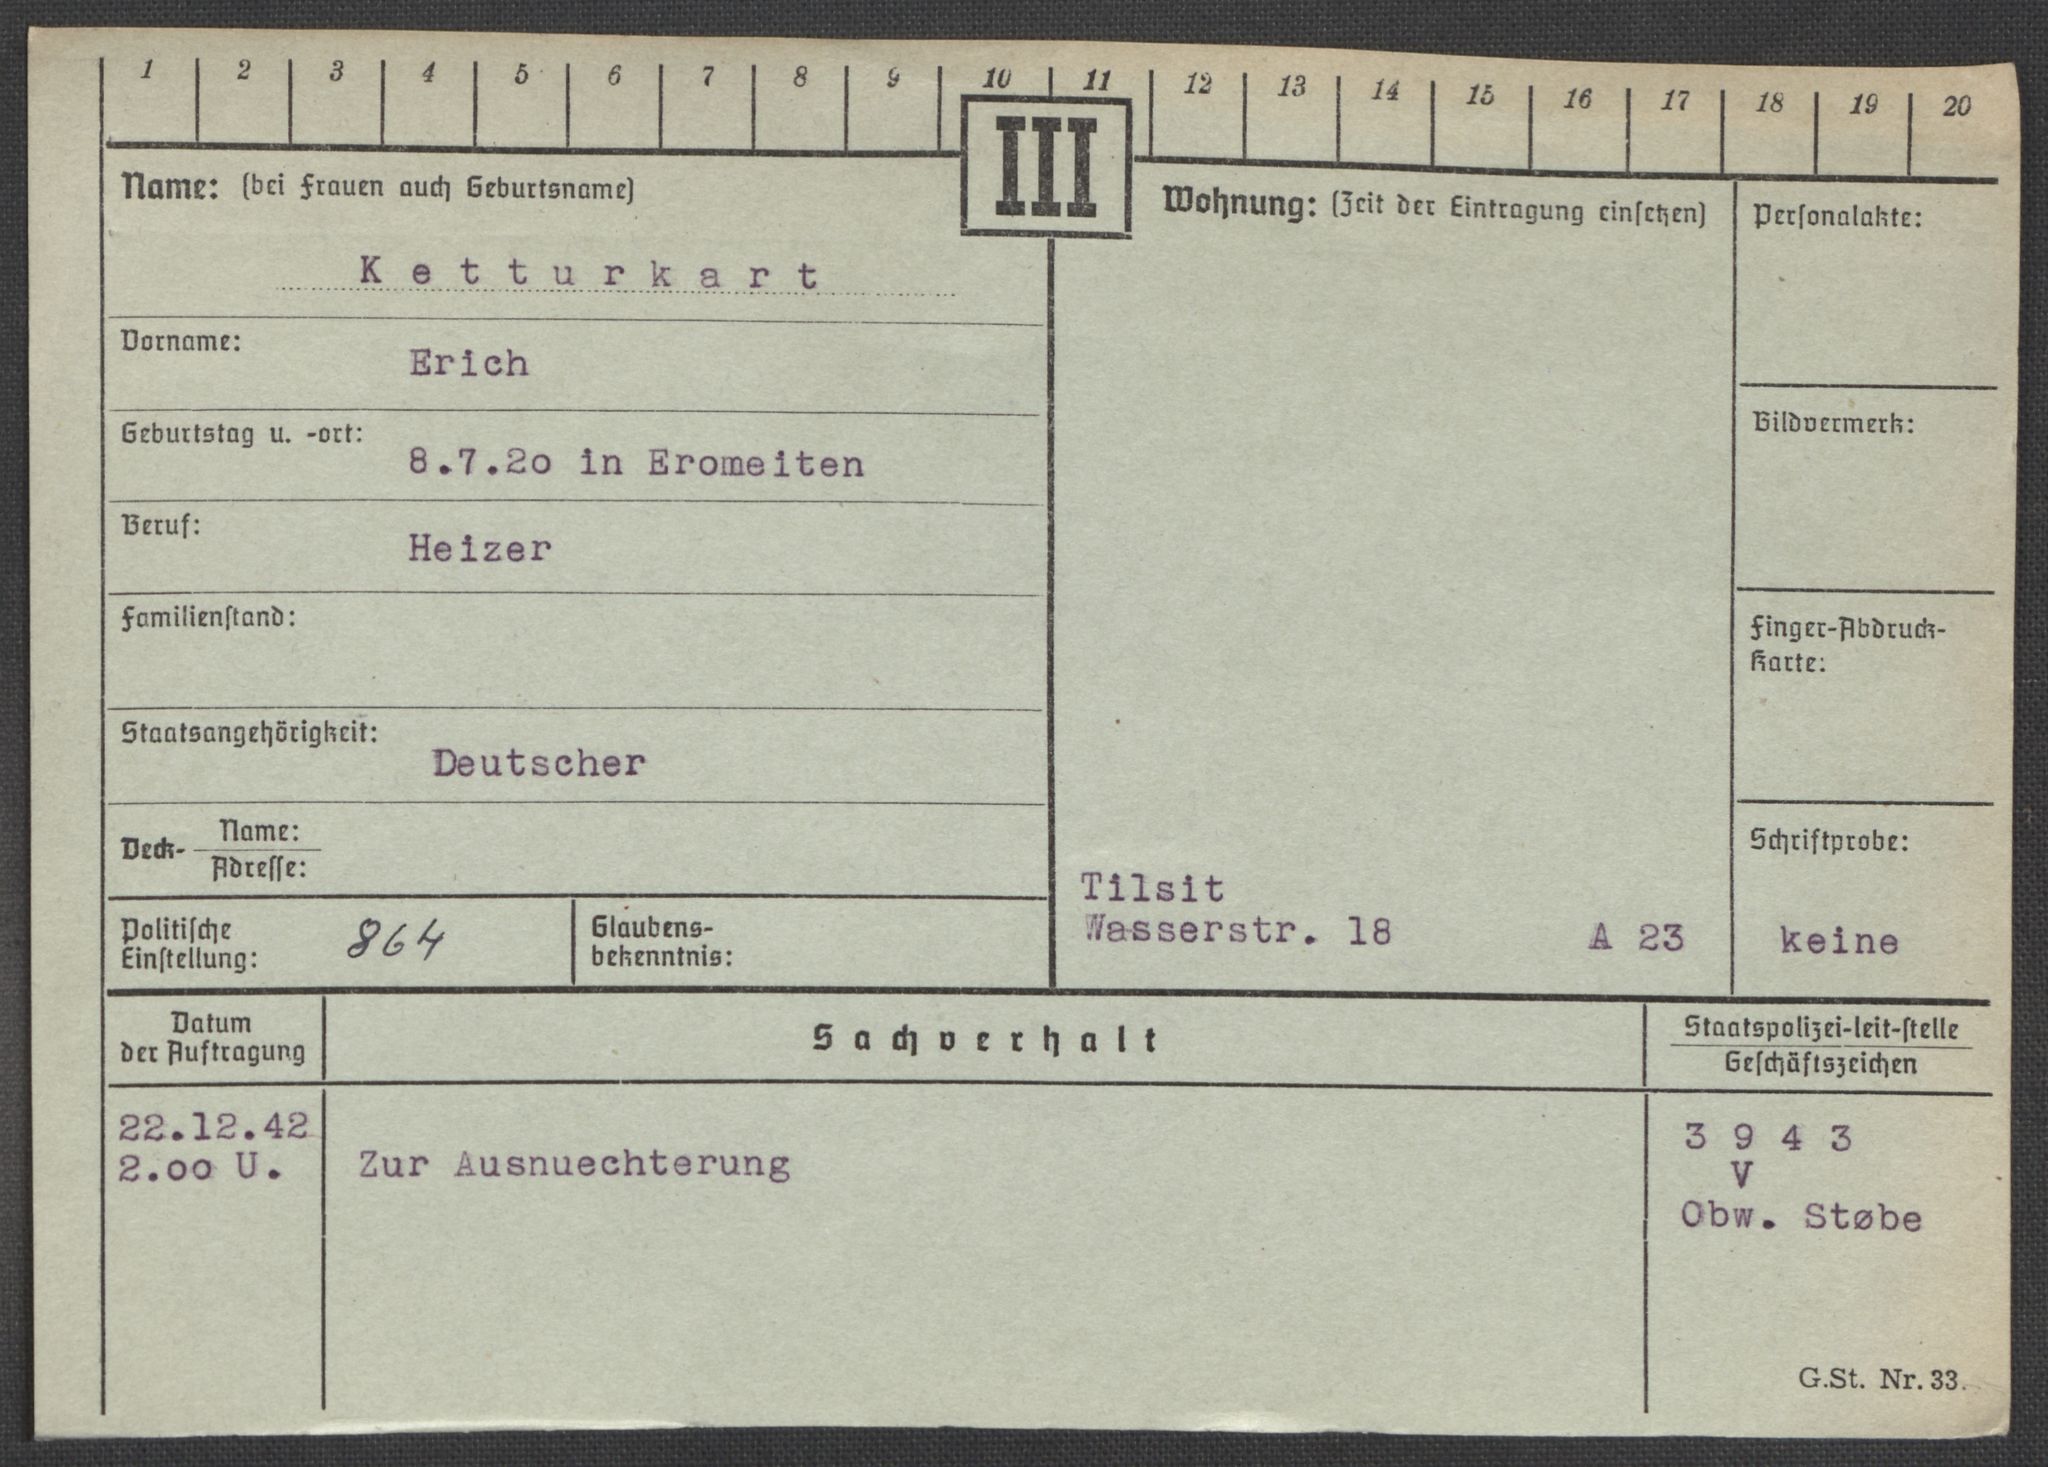 1 2 3 4 5 6 7 8 9 10 11 12 13 14 15 16 17 18 19 20
III
Name: (bei Frauen auch Geburtsname)
Ketturkart
Vorname:
Erich
Geburtstag u. -ort:
8.7.2o in Eromeiten
Beruf:
Heizer
Familienstand:
Staatsangehörigkeit:
Deutscher
Deck- Name:
Adresse:
Politische
Einstellung: 864
Glaubens-
bekenntnis:
Wohnung: (Zeit der Eintragung einsetzen)
Tilsit
Wasserstr. 18 A 23
Personalakte:
Bildvermerk:
Finger-Abdruck-
Karte:
Schriftprobe:
keine
Datum
der Auftragung
Sachverhalt
Staatspolizei-leit-stelle
Geschäftszeichen
22.12.42
2.oo U. Zur Ausnuechterung
3 9 4 3
V
Obw. Støbe
G.St. Nr. 33.